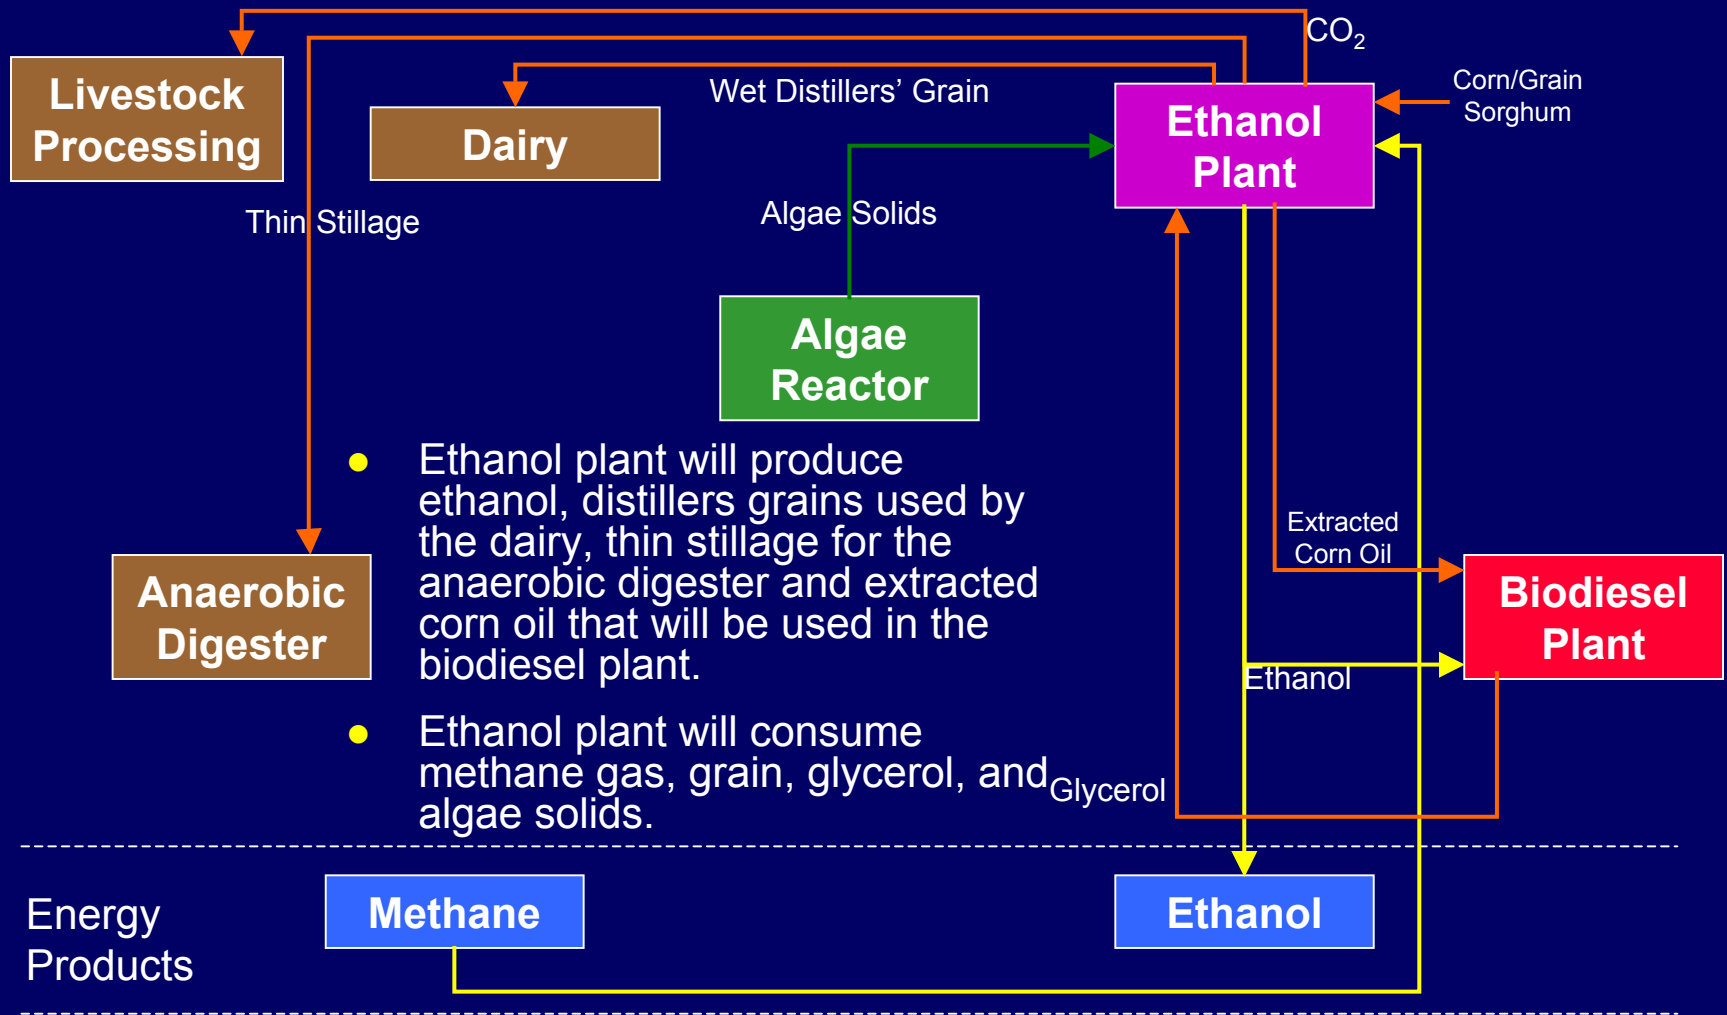 CO₂
Livestock
Processing
Wet Distillers’ Grain
Corn/Grain
Sorghum
Dairy
Ethanol
Plant
Thin Stillage
Algae Solids
Algae
Reactor
Ethanol plant will produce
ethanol, distillers grains used by
the dairy, thin stillage for the
anaerobic digester and extracted
corn oil that will be used in the
biodiesel plant.
Extracted
Corn Oil
Anaerobic
Digester
Biodiesel
Plant
Ethanol
Ethanol plant will consume
methane gas, grain, glycerol, and
algae solids.
Glycerol
Energy
Products
Methane
Ethanol